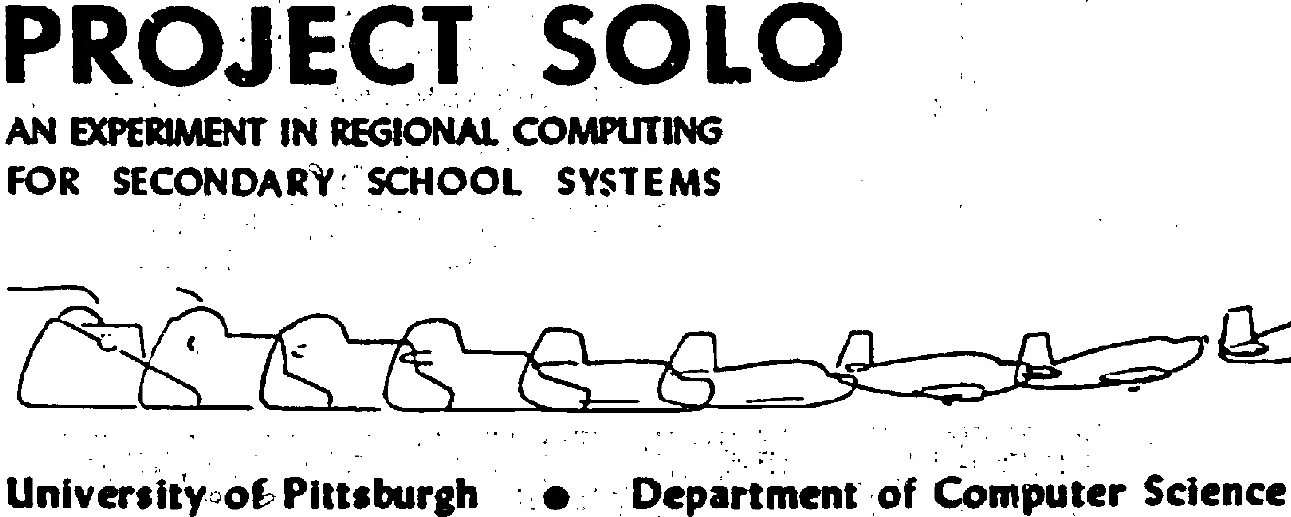 PROJECT SOLO
AN EXPERIMENT IN REGIONAL COMPUTING
FOR SECONDARY SCHOOL SYSTEMS
University of Pittsburgh ● Department of Computer Science